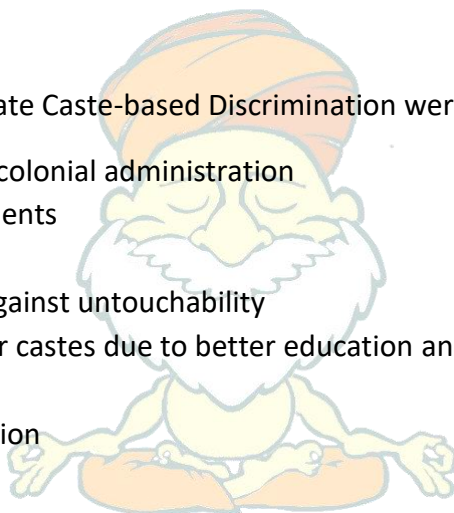 ate Caste-based Discrimination wer
colonial administration
ents
gainst untouchability
r castes due to better education an
ion